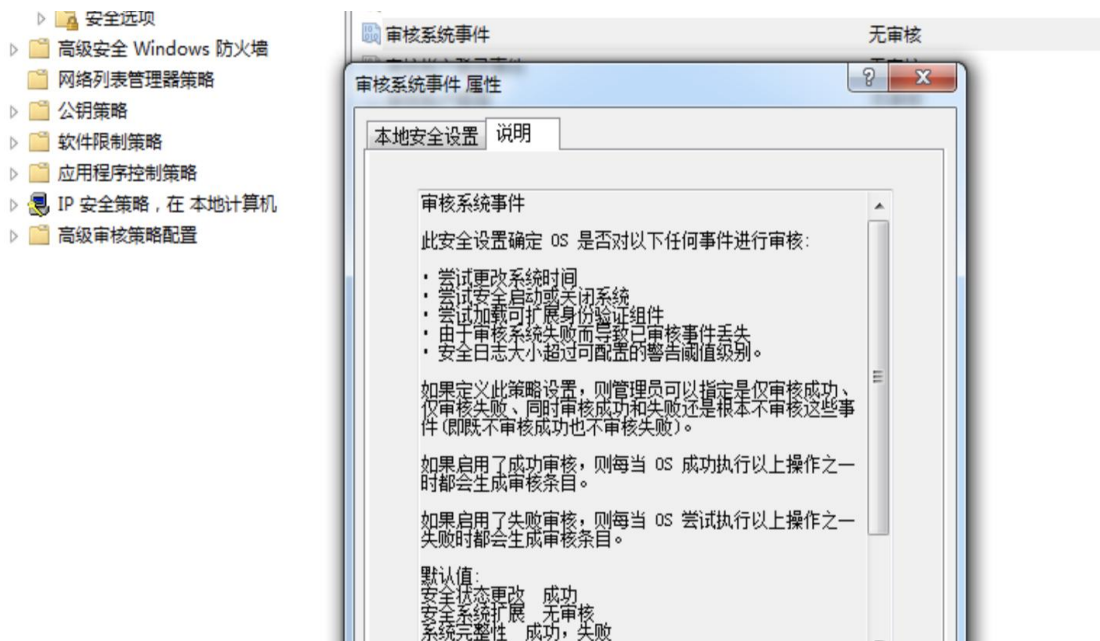 安全选项
高级安全 Windows 防火墙
网络列表管理器策略
公钥策略
软件限制策略
应用程序控制策略
IP 安全策略，在 本地计算机
高级审核策略配置
审核系统事件 无审核
审核系统事件 属性
本地安全设置 说明
审核系统事件
此安全设置确定 OS 是否对以下任何事件进行审核:
· 尝试更改系统时间
· 尝试安全启动或关闭系统
· 尝试加载可扩展身份验证组件
· 由于审核系统失败而导致已审核事件丢失
· 安全日志大小超过可配置的警告阈值级别。
如果定义此策略设置，则管理员可以指定是仅审核成功、
仅审核失败、同时审核成功和失败还是根本不审核这些事
件(即既不审核成功也不审核失败)。
如果启用了成功审核，则每当 OS 成功执行以上操作之一
时都会生成审核条目。
如果启用了失败审核，则每当 OS 尝试执行以上操作之一
失败时都会生成审核条目。
默认值:
安全状态更改 成功
安全系统扩展 无审核
系统完整性 成功，失败